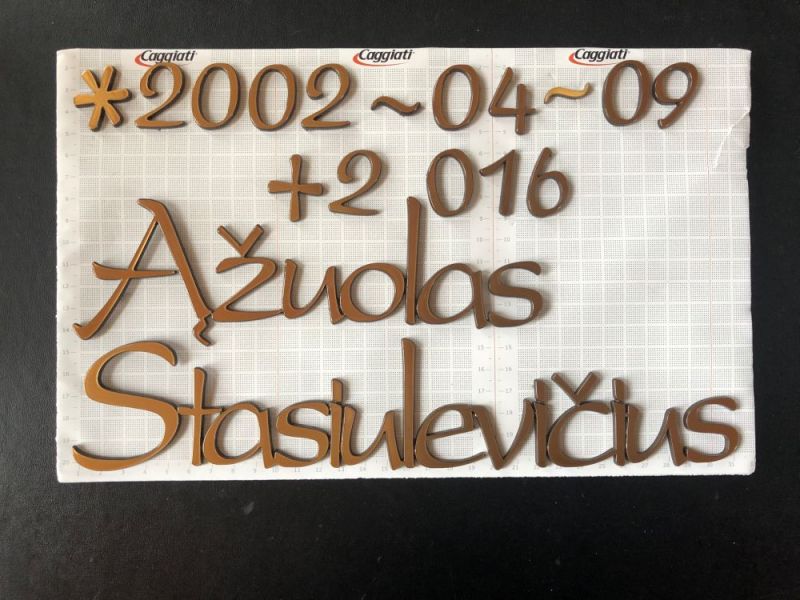 Caggiati Caggiati Caggiati
*2002~04~09
+2 016
Ąžuolas
Stasiulevičius